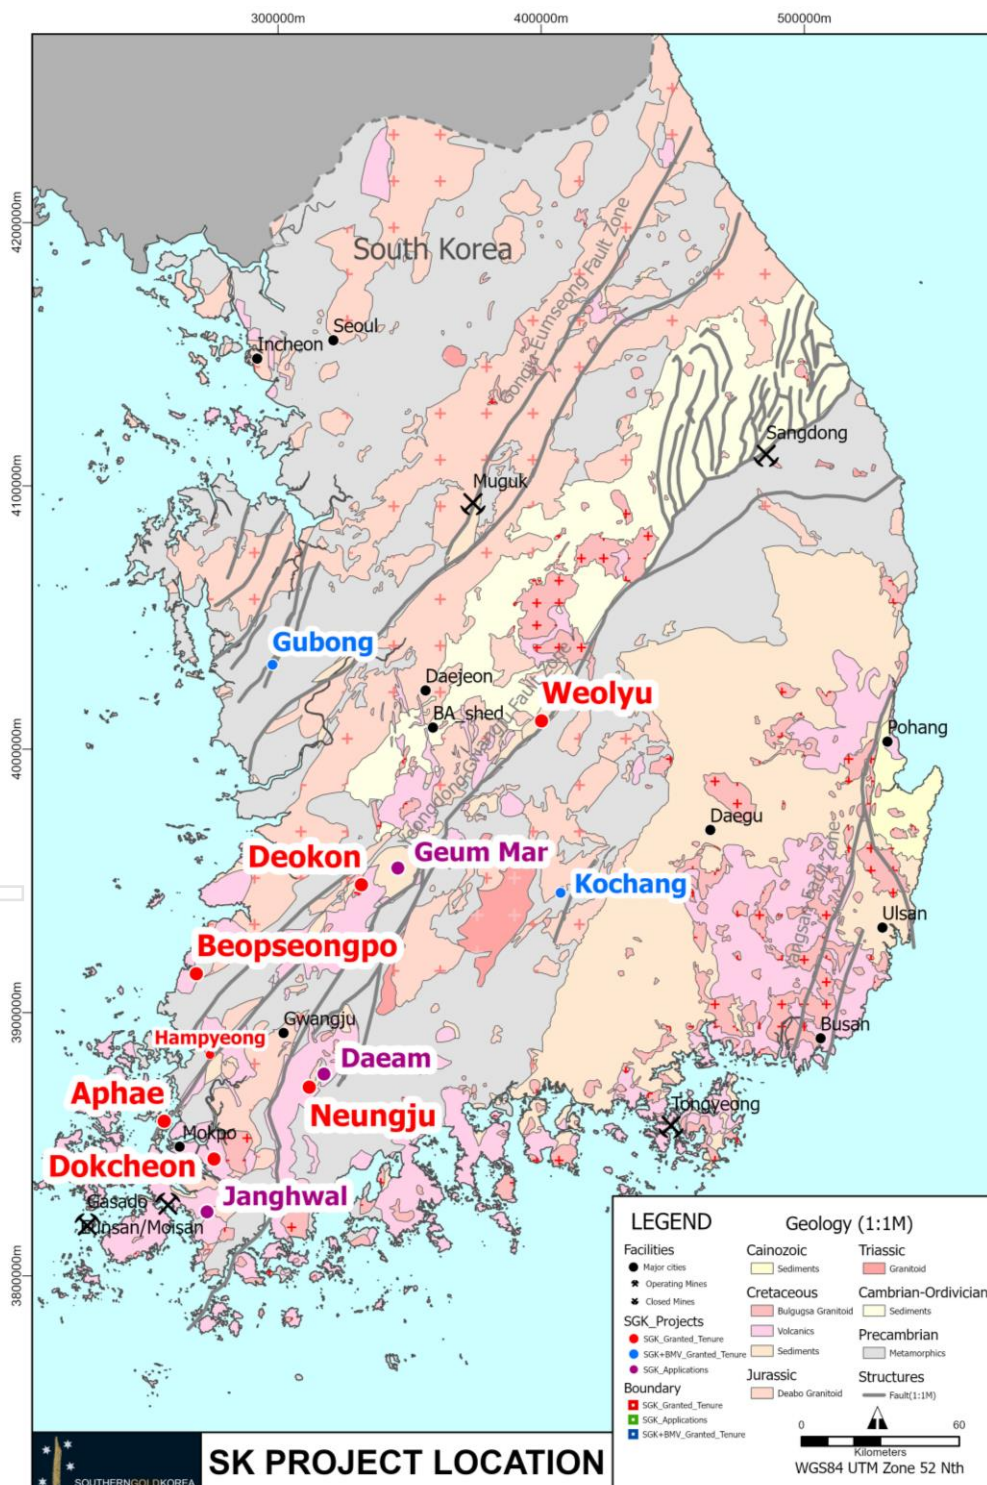 300000m
400000m
500000m
4200000m
4100000m
4000000m
3900000m
3800000m
South Korea
Gongju-Eumseong Fault Zone
Seoul
Incheon
Sangdong
Muguk
Gubong
Daejeon
BA_shed
Weolyu
Pohang
Daegu
Deokon
Geum Mar
Kochang
Ulsan
Beopseongpo
Gwangju
Busan
Hampyeong
Daeam
Aphae
Neungju
Tongyeong
Mokpo
Dokcheon
Janghwal
Gasado
Eunsan/Moisan
LEGEND
Geology (1:1M)
Facilities
Major cities
Operating Mines
Closed Mines
SGK_Projects
SGK_Granted_Tenure
SGK+BMV_Granted_Tenure
SGK_Applications
Boundary
SGK_Granted_Tenure
SGK_Applications
SGK+BMV_Granted_Tenure
Cainozoic
Sediments
Cretaceous
Bulgugsa Granitoid
Volcanics
Sediments
Jurassic
Deabo Granitoid
Triassic
Granitoid
Cambrian-Ordivician
Sediments
Precambrian
Metamorphics
Structures
Fault(1:1M)
0 60
Kilometers
WGS84 UTM Zone 52 Nth
SOUTHERNGOLDKOREA
SK PROJECT LOCATION